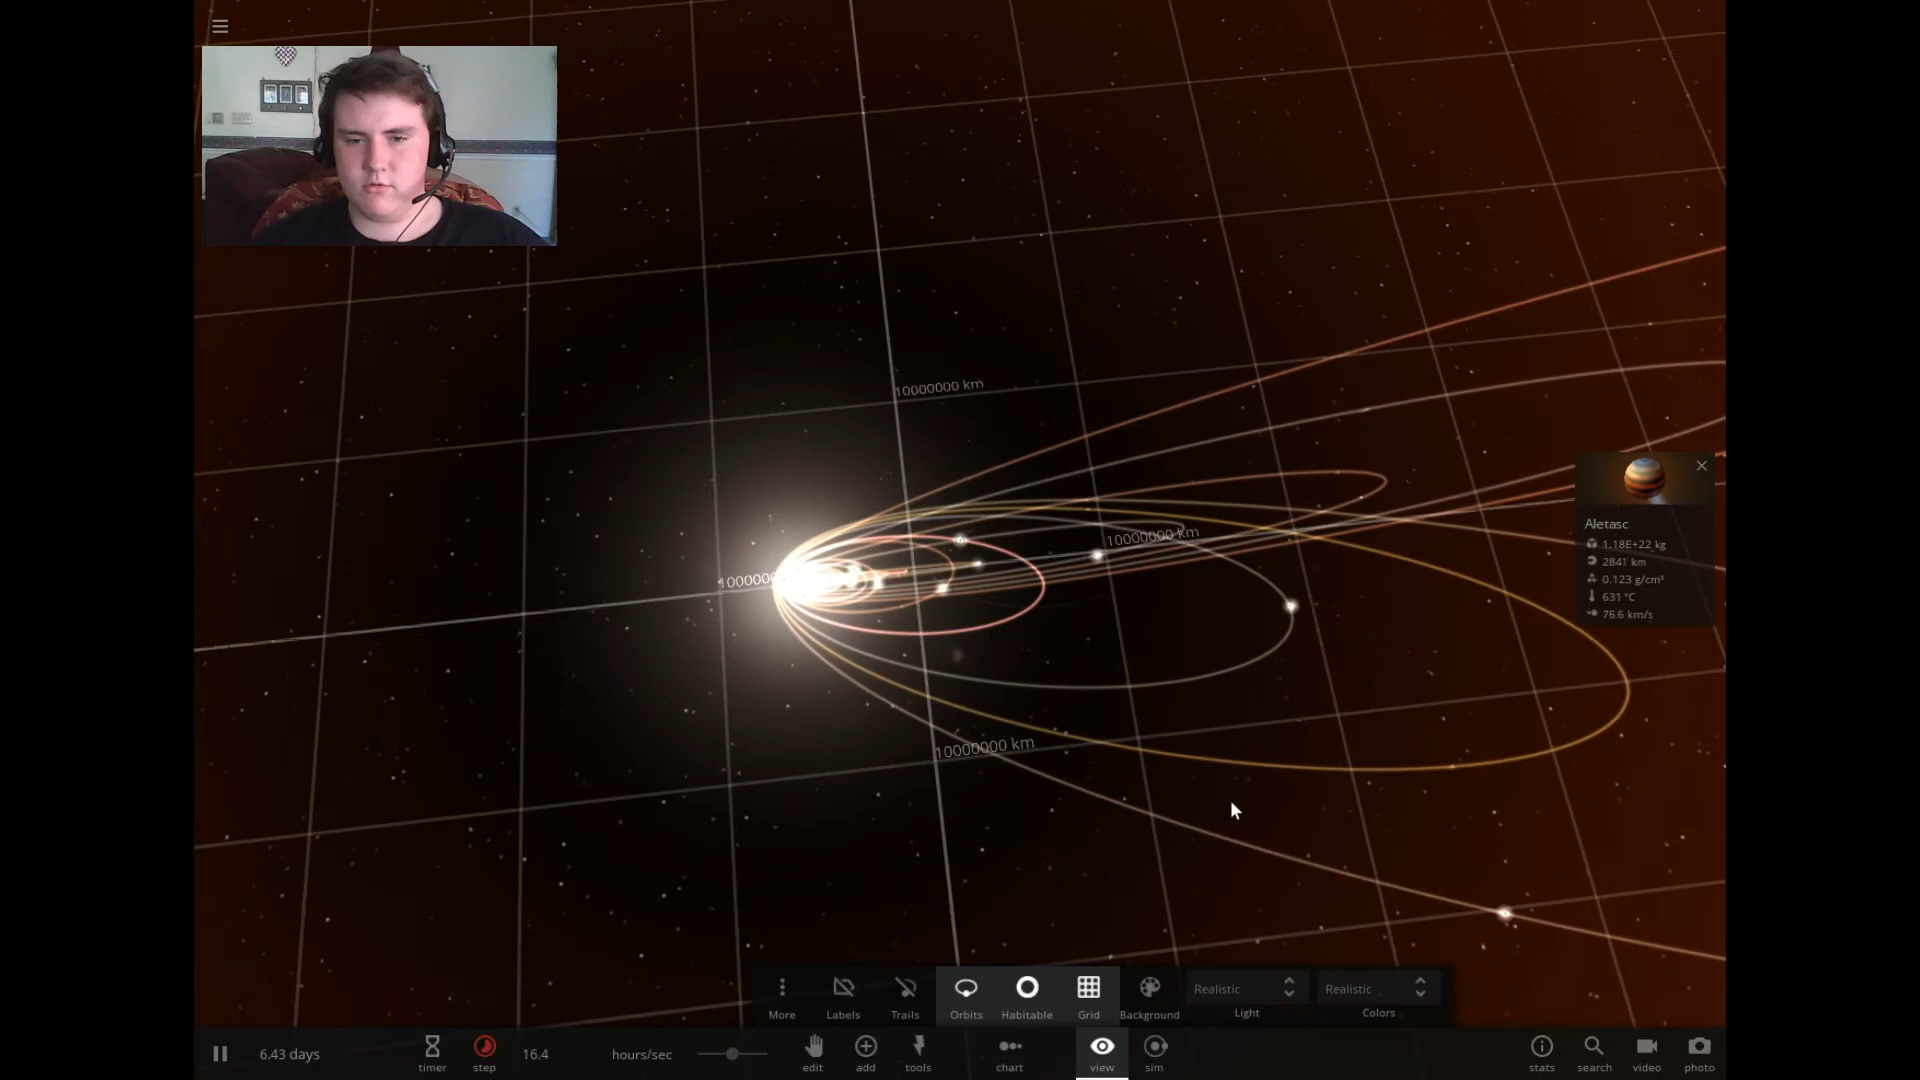 10000000 km
10000000 km
1000000
10000000 km
Aletasc
1.18E+22 kg
2841 km
0.123 g/cm³
631 °C
76.6 km/s
More
Labels
Trails
Orbits
Habitable
Grid
Background
Realistic
Light
Realistic
Colors
6.43 days
timer
step
16.4
hours/sec
edit
add
tools
chart
view
sim
stats
search
video
photo